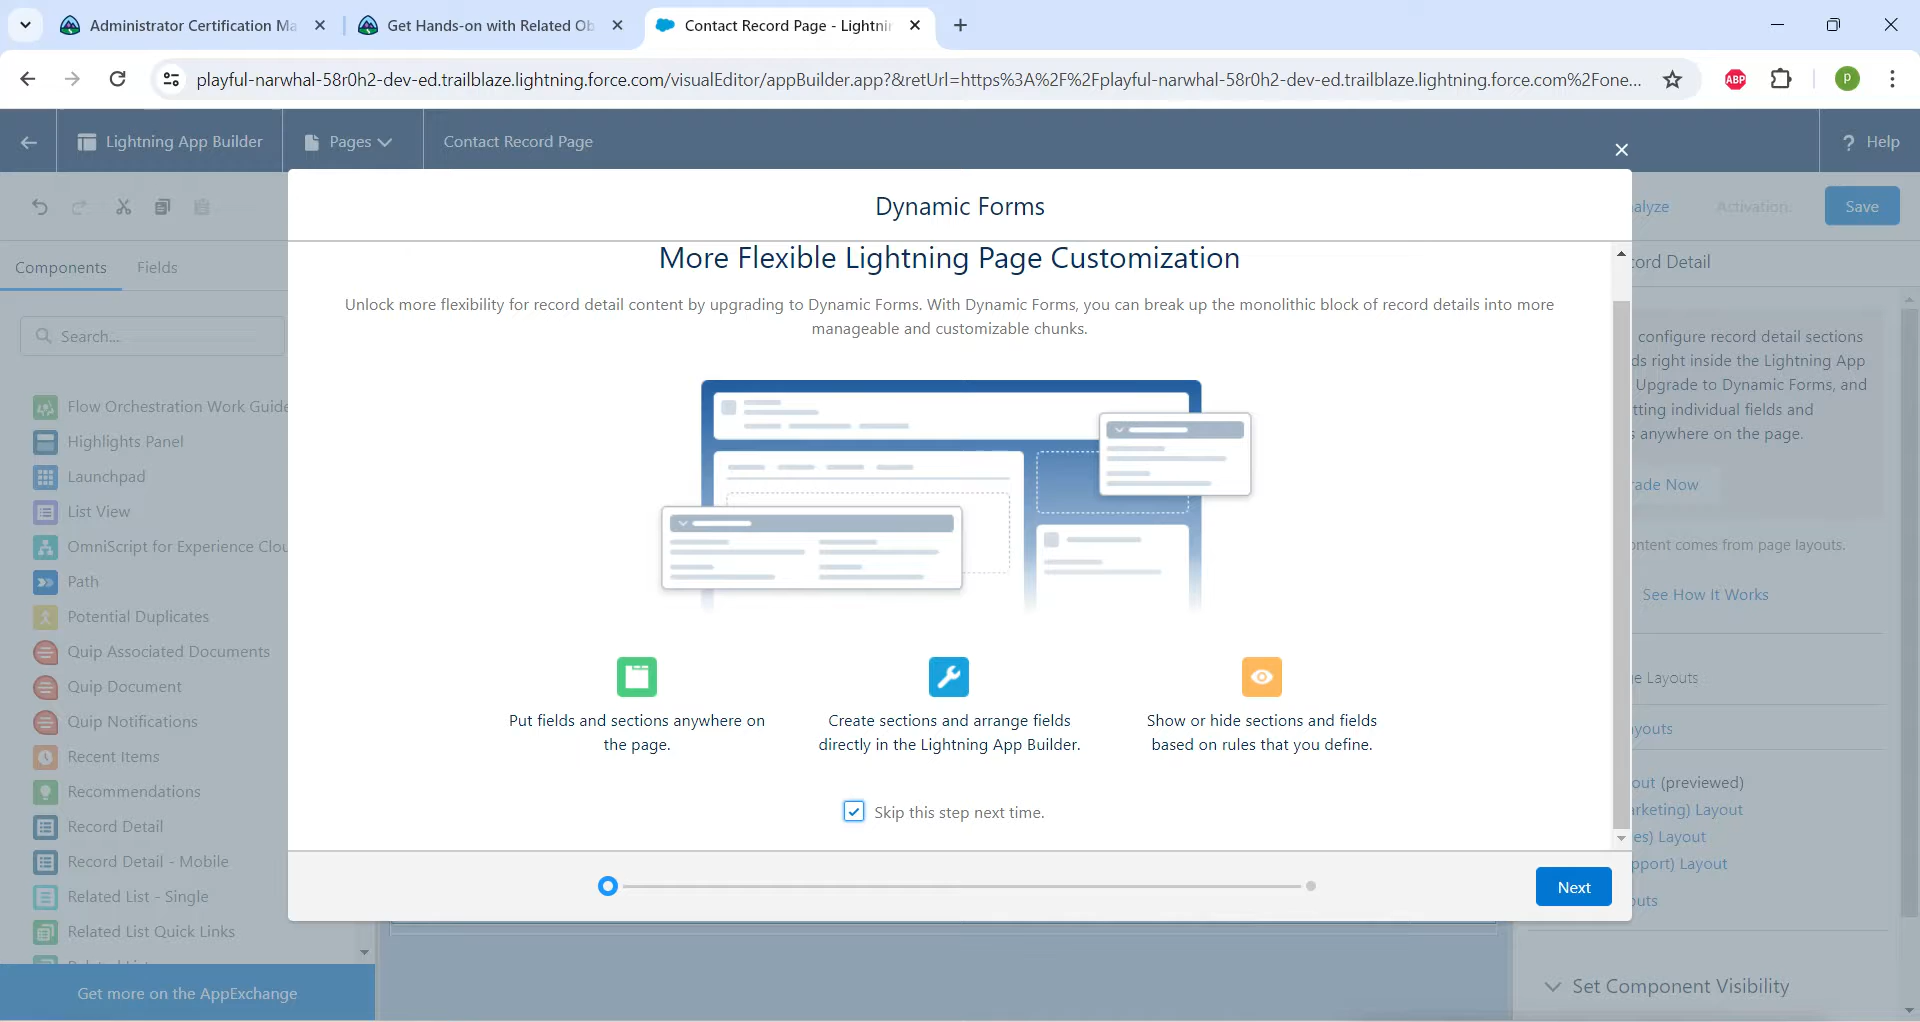 Administrator Certification Ma
Get Hands-on with Related Ob
Contact Record Page - Lightnin
playful-narwhal-58r0h2-dev-ed.trailblaze.lightning.force.com/visualEditor/appBuilder.app?&retUrl=https%3A%2F%2Fplayful-narwhal-58r0h2-dev-ed.trailblaze.lightning.force.com%2Fone...
ABP
P
Lightning App Builder
Pages
Contact Record Page
? Help
Dynamic Forms
alyze
Activation...
Save
Components
Fields
More Flexible Lightning Page Customization
cord Detail
Unlock more flexibility for record detail content by upgrading to Dynamic Forms. With Dynamic Forms, you can break up the monolithic block of record details into more
manageable and customizable chunks.
Search...
configure record detail sections
ds right inside the Lightning App
Upgrade to Dynamic Forms, and
tting individual fields and
s anywhere on the page.
rade Now
ontent comes from page layouts.
See How It Works
e Layouts
youts
out (previewed)
arketing) Layout
es) Layout
pport) Layout
outs
Flow Orchestration Work Guide
Highlights Panel
Launchpad
List View
OmniScript for Experience Clou
Path
Potential Duplicates
Quip Associated Documents
Quip Document
Quip Notifications
Recent Items
Recommendations
Record Detail
Record Detail - Mobile
Related List - Single
Related List Quick Links
Put fields and sections anywhere on
the page.
Create sections and arrange fields
directly in the Lightning App Builder.
Show or hide sections and fields
based on rules that you define.
Skip this step next time.
Next
Get more on the AppExchange
Set Component Visibility